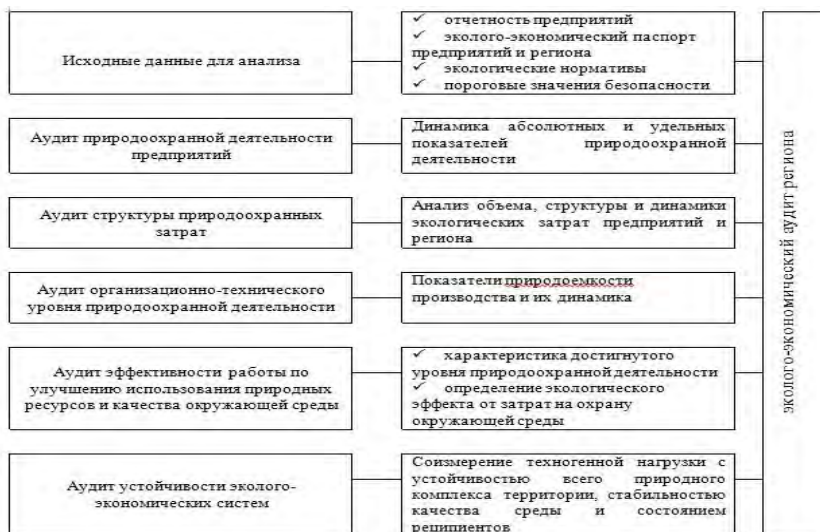 Исходные данные для анализа
✓ отчетность предприятий
✓ эколого-экономический паспорт
предприятий и региона
✓ экологические нормативы
✓ пороговые значения безопасности
Аудит природоохранной деятельности
предприятий
Динамика абсолютных и удельных
показателей природоохранной
деятельности
Аудит структуры природоохранных
затрат
Анализ объема, структуры и динамики
экологических затрат предприятий и
региона
Аудит организационно-технического
уровня природоохранной деятельности
Показатели природоемкости
производства и их динамика
Аудит эффективности работы по
улучшению использования природных
ресурсов и качества окружающей среды
✓ характеристика достигнутого
уровня природоохранной деятельности
✓ определение экологического
эффекта от затрат на охрану
окружающей среды
Аудит устойчивости эколого-
экономических систем
Соизмерение техногенной нагрузки с
устойчивостью всего природного
комплекса территории, стабильностью
качества среды и состоянием
реципиентов
эколого-экономический аудит региона